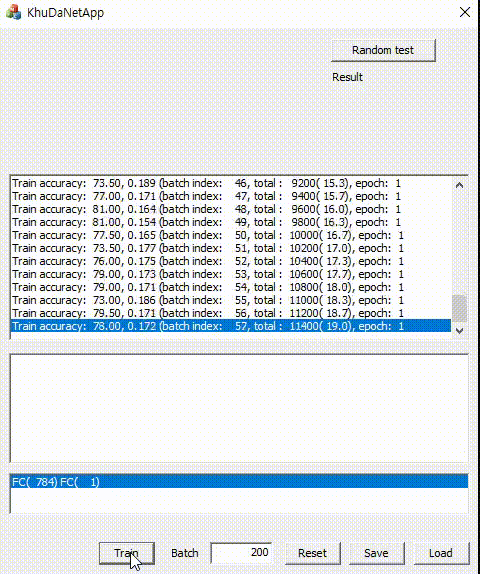 KhuDaNetApp
Random test
Result
Train accuracy: 73.50, 0.189 (batch index: 46, total : 9200( 15.3), epoch: 1
Train accuracy: 77.00, 0.171 (batch index: 47, total : 9400( 15.7), epoch: 1
Train accuracy: 81.00, 0.164 (batch index: 48, total : 9600( 16.0), epoch: 1
Train accuracy: 81.00, 0.154 (batch index: 49, total : 9800( 16.3), epoch: 1
Train accuracy: 77.50, 0.165 (batch index: 50, total : 10000( 16.7), epoch: 1
Train accuracy: 73.50, 0.177 (batch index: 51, total : 10200( 17.0), epoch: 1
Train accuracy: 76.00, 0.175 (batch index: 52, total : 10400( 17.3), epoch: 1
Train accuracy: 79.00, 0.173 (batch index: 53, total : 10600( 17.7), epoch: 1
Train accuracy: 79.00, 0.171 (batch index: 54, total : 10800( 18.0), epoch: 1
Train accuracy: 73.00, 0.186 (batch index: 55, total : 11000( 18.3), epoch: 1
Train accuracy: 79.50, 0.171 (batch index: 56, total : 11200( 18.7), epoch: 1
Train accuracy: 78.00, 0.172 (batch index: 57, total : 11400( 19.0), epoch: 1
FC( 784) FC( 1)
Train Batch 200 Reset Save Load